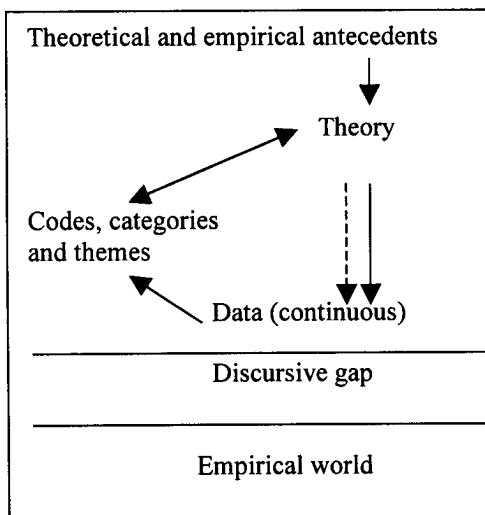 Theoretical and empirical antecedents
Theory
Codes, categories
and themes
Data (continuous)
Discursive gap
Empirical world